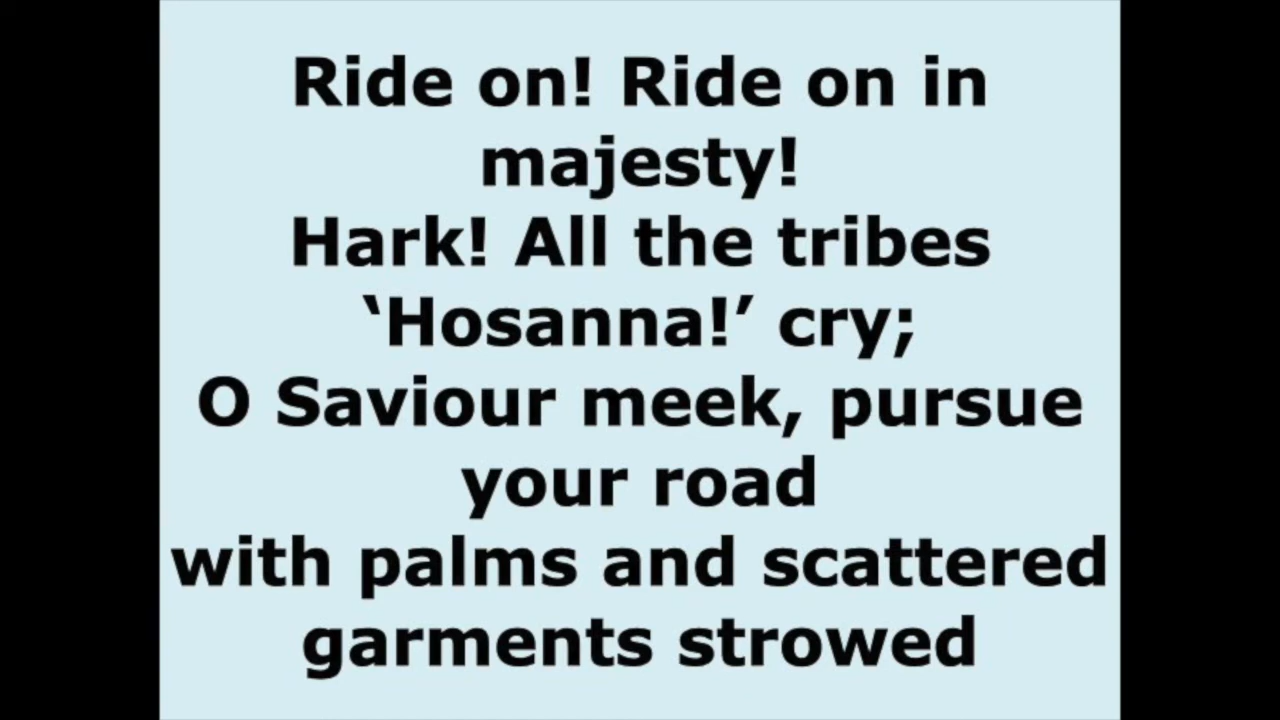 Ride on! Ride on in
majesty!
Hark! All the tribes
‘Hosanna!’ cry;
O Saviour meek, pursue
your road
with palms and scattered
garments strowed